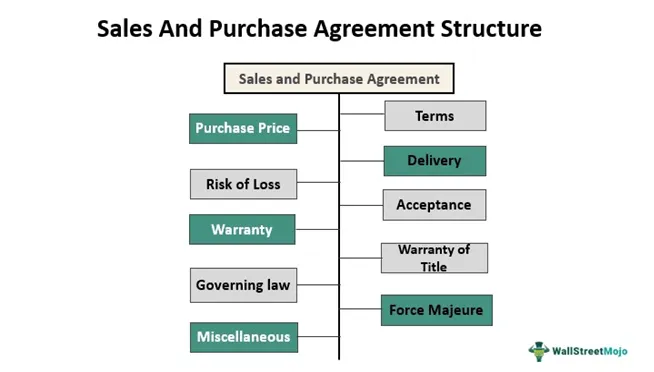 Sales And Purchase Agreement Structure
Sales and Purchase Agreement
Terms
Purchase Price
Delivery
Risk of Loss
Acceptance
Warranty
Warranty of
Title
Governing law
Force Majeure
Miscellaneous
WallStreetMojo